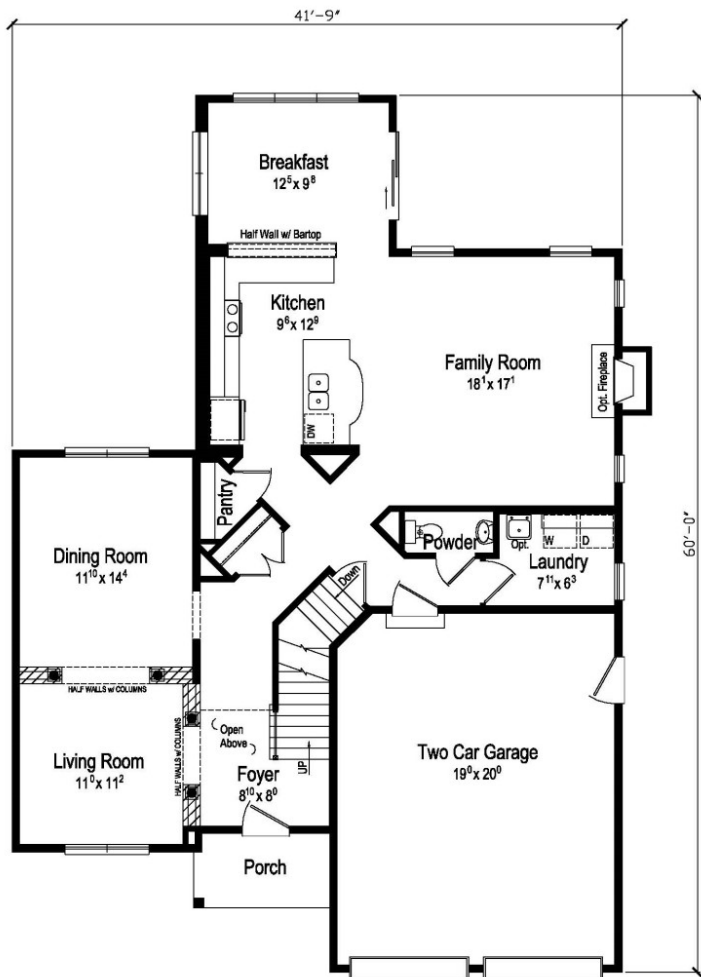 41'-9"
Breakfast
12⁵ x 9⁸
Half Wall w/ Bartop
Kitchen
9⁶ x 12⁹
Family Room
18¹ x 17¹
Opt. Fireplace
DW
Pantry
Powder
Opt.
W
D
Laundry
7¹¹ x 6³
60'-0"
Dining Room
11¹⁰ x 14⁴
Down
HALF WALLS w/ COLUMNS
HALF WALLS w/ COLUMNS
Open
Above
UP
Living Room
11⁰ x 11²
Foyer
8¹⁰ x 8⁰
Two Car Garage
19⁰ x 20⁰
Porch